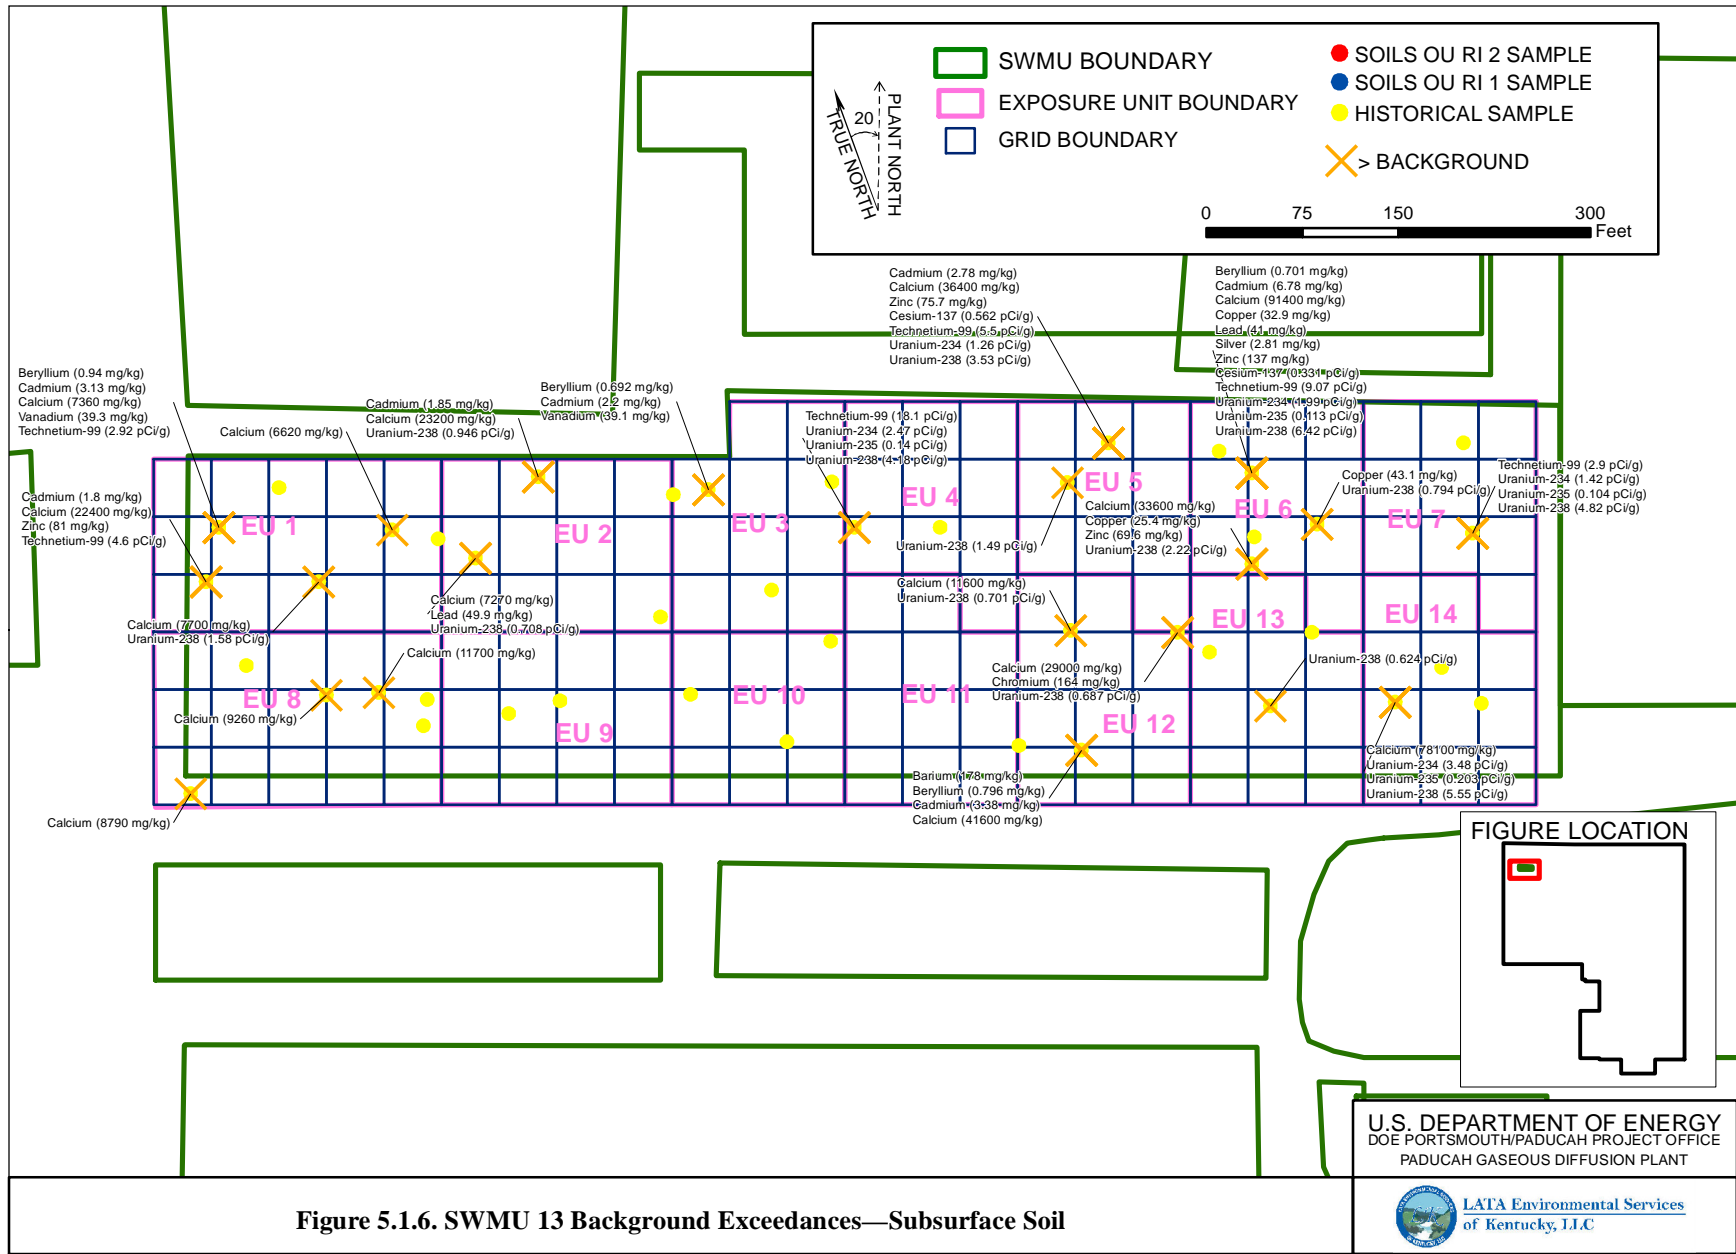 SWMU BOUNDARY
EXPOSURE UNIT BOUNDARY
GRID BOUNDARY
SOILS OU RI 2 SAMPLE
SOILS OU RI 1 SAMPLE
HISTORICAL SAMPLE
> BACKGROUND
20
TRUE NORTH
PLANT NORTH
0 75 150 300
Feet
Cadmium (2.78 mg/kg)
Calcium (36400 mg/kg)
Zinc (75.7 mg/kg)
Cesium-137 (0.562 pCi/g)
Technetium-99 (5.5 pCi/g)
Uranium-234 (1.26 pCi/g)
Uranium-238 (3.53 pCi/g)
Beryllium (0.701 mg/kg)
Cadmium (6.78 mg/kg)
Calcium (91400 mg/kg)
Copper (32.9 mg/kg)
Lead (41 mg/kg)
Silver (2.81 mg/kg)
Zinc (137 mg/kg)
Cesium-137 (0.331 pCi/g)
Technetium-99 (9.07 pCi/g)
Uranium-234 (1.99 pCi/g)
Uranium-235 (0.113 pCi/g)
Uranium-238 (6.42 pCi/g)
Beryllium (0.94 mg/kg)
Cadmium (3.13 mg/kg)
Calcium (7360 mg/kg)
Vanadium (39.3 mg/kg)
Technetium-99 (2.92 pCi/g)
Calcium (6620 mg/kg)
Cadmium (1.85 mg/kg)
Calcium (23200 mg/kg)
Uranium-238 (0.946 pCi/g)
Beryllium (0.692 mg/kg)
Cadmium (2.2 mg/kg)
Vanadium (39.1 mg/kg)
Technetium-99 (18.1 pCi/g)
Uranium-234 (2.47 pCi/g)
Uranium-235 (0.14 pCi/g)
Uranium-238 (4.18 pCi/g)
Cadmium (1.8 mg/kg)
Calcium (22400 mg/kg)
Zinc (81 mg/kg)
Technetium-99 (4.6 pCi/g)
EU 1
EU 2
EU 3
EU 4
EU 5
EU 6
EU 7
Calcium (33600 mg/kg)
Copper (25.4 mg/kg)
Zinc (69.6 mg/kg)
Uranium-238 (2.22 pCi/g)
Copper (43.1 mg/kg)
Uranium-238 (0.794 pCi/g)
Technetium-99 (2.9 pCi/g)
Uranium-234 (1.42 pCi/g)
Uranium-235 (0.104 pCi/g)
Uranium-238 (4.82 pCi/g)
Uranium-238 (1.49 pCi/g)
Calcium (11600 mg/kg)
Uranium-238 (0.701 pCi/g)
Calcium (7270 mg/kg)
Lead (49.9 mg/kg)
Uranium-238 (0.708 pCi/g)
Calcium (7700 mg/kg)
Uranium-238 (1.58 pCi/g)
Calcium (11700 mg/kg)
EU 13
EU 14
Uranium-238 (0.624 pCi/g)
Calcium (29000 mg/kg)
Chromium (164 mg/kg)
Uranium-238 (0.687 pCi/g)
EU 8
EU 9
EU 10
EU 11
EU 12
Calcium (9260 mg/kg)
Calcium (8790 mg/kg)
Barium (178 mg/kg)
Beryllium (0.796 mg/kg)
Cadmium (3.38 mg/kg)
Calcium (41600 mg/kg)
Calcium (78100 mg/kg)
Uranium-234 (3.48 pCi/g)
Uranium-235 (0.203 pCi/g)
Uranium-238 (5.55 pCi/g)
FIGURE LOCATION
U.S. DEPARTMENT OF ENERGY
DOE PORTSMOUTH/PADUCAH PROJECT OFFICE
PADUCAH GASEOUS DIFFUSION PLANT
Figure 5.1.6. SWMU 13 Background Exceedances—Subsurface Soil
LATA Environmental Services
of Kentucky, LLC